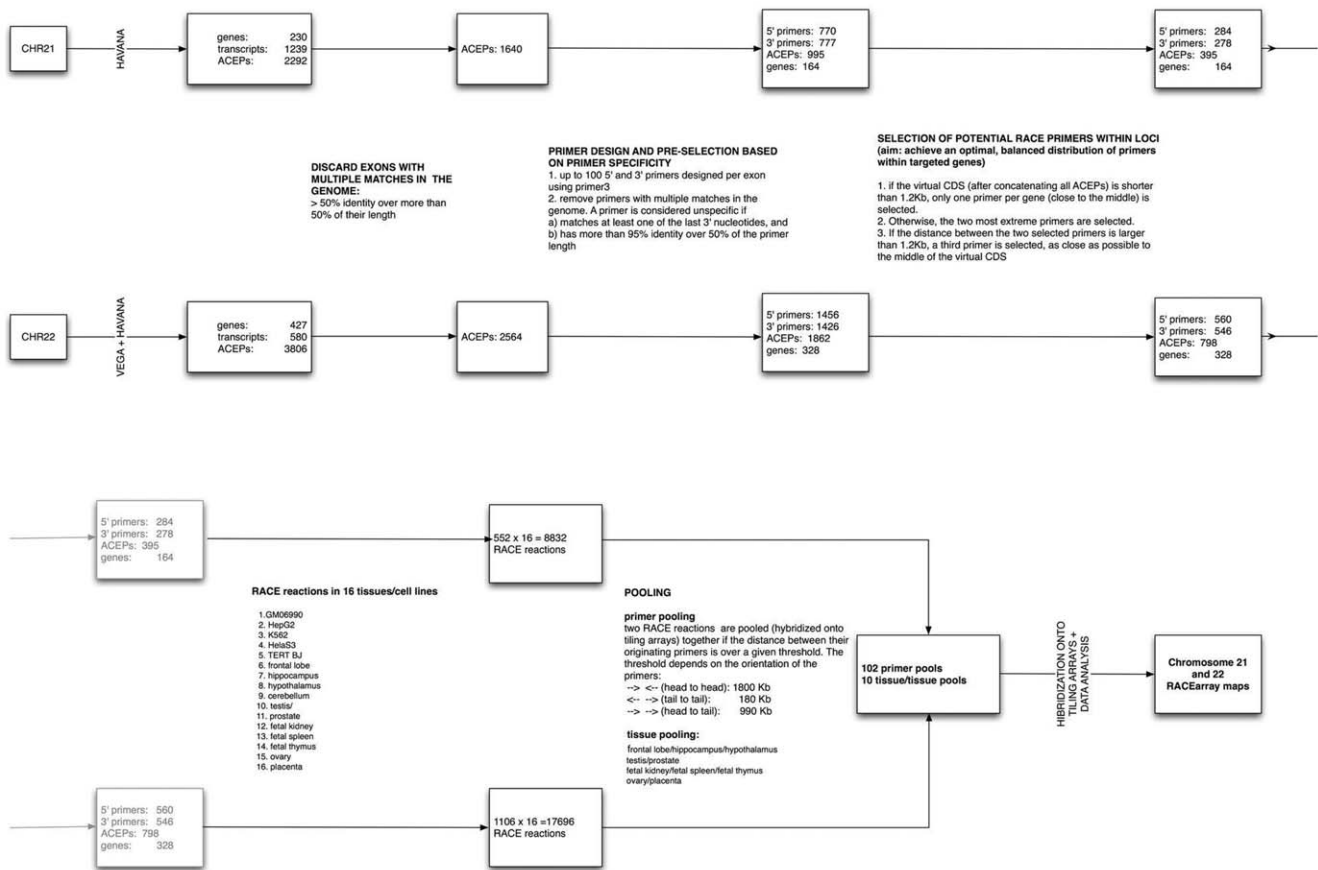 CHR21
HAVANA
genes: 230
transcripts: 1239
ACEPs: 2292
ACEPs: 1640
5' primers: 770
3' primers: 777
ACEPs: 995
genes: 164
5' primers: 284
3' primers: 278
ACEPs: 395
genes: 164
DISCARD EXONS WITH
MULTIPLE MATCHES IN THE
GENOME:
> 50% identity over more than
50% of their length
PRIMER DESIGN AND PRE-SELECTION BASED
ON PRIMER SPECIFICITY
1. up to 100 5' and 3' primers designed per exon
using primer3
2. remove primers with multiple matches in the
genome. A primer is considered unspecific if
a) matches at least one of the last 3' nucleotides, and
b) has more than 95% identity over 50% of the primer
length
SELECTION OF POTENTIAL RACE PRIMERS WITHIN LOCI
(aim: achieve an optimal, balanced distribution of primers
within targeted genes)
1. if the virtual CDS (after concatenating all ACEPs) is shorter
than 1.2Kb, only one primer per gene (close to the middle) is
selected.
2. Otherwise, the two most extreme primers are selected.
3. If the distance between the two selected primers is larger
than 1.2Kb, a third primer is selected, as close as possible to
the middle of the virtual CDS
CHR22
VEGA + HAVANA
genes: 427
transcripts: 580
ACEPs: 3806
ACEPs: 2564
5' primers: 1456
3' primers: 1426
ACEPs: 1862
genes: 328
5' primers: 560
3' primers: 546
ACEPs: 798
genes: 328
5' primers: 284
3' primers: 278
ACEPs: 395
genes: 164
552 x 16 = 8832
RACE reactions
RACE reactions in 16 tissues/cell lines
1.GM06990
2. HepG2
3. K562
4. HelaS3
5. TERT BJ
6. frontal lobe
7. hippocampus
8. hypothalamus
9. cerebellum
10. testis/
11. prostate
12. fetal kidney
13. fetal spleen
14. fetal thymus
15. ovary
16. placenta
POOLING
primer pooling
two RACE reactions are pooled (hybridized onto
tiling arrays) together if the distance between their
originating primers is over a given threshold. The
threshold depends on the orientation of the
primers:
--> <-- (head to head): 1800 Kb
<-- --> (tail to tail): 180 Kb
--> --> (head to tail): 990 Kb
tissue pooling:
frontal lobe/hippocampus/hypothalamus
testis/prostate
fetal kidney/fetal spleen/fetal thymus
ovary/placenta
102 primer pools
10 tissue/tissue pools
HIBRIDIZATION ONTO
TILING ARRAYS +
DATA ANALYSIS
Chromosome 21
and 22
RACEarray maps
5' primers: 560
3' primers: 546
ACEPs: 798
genes: 328
1106 x 16 =17696
RACE reactions